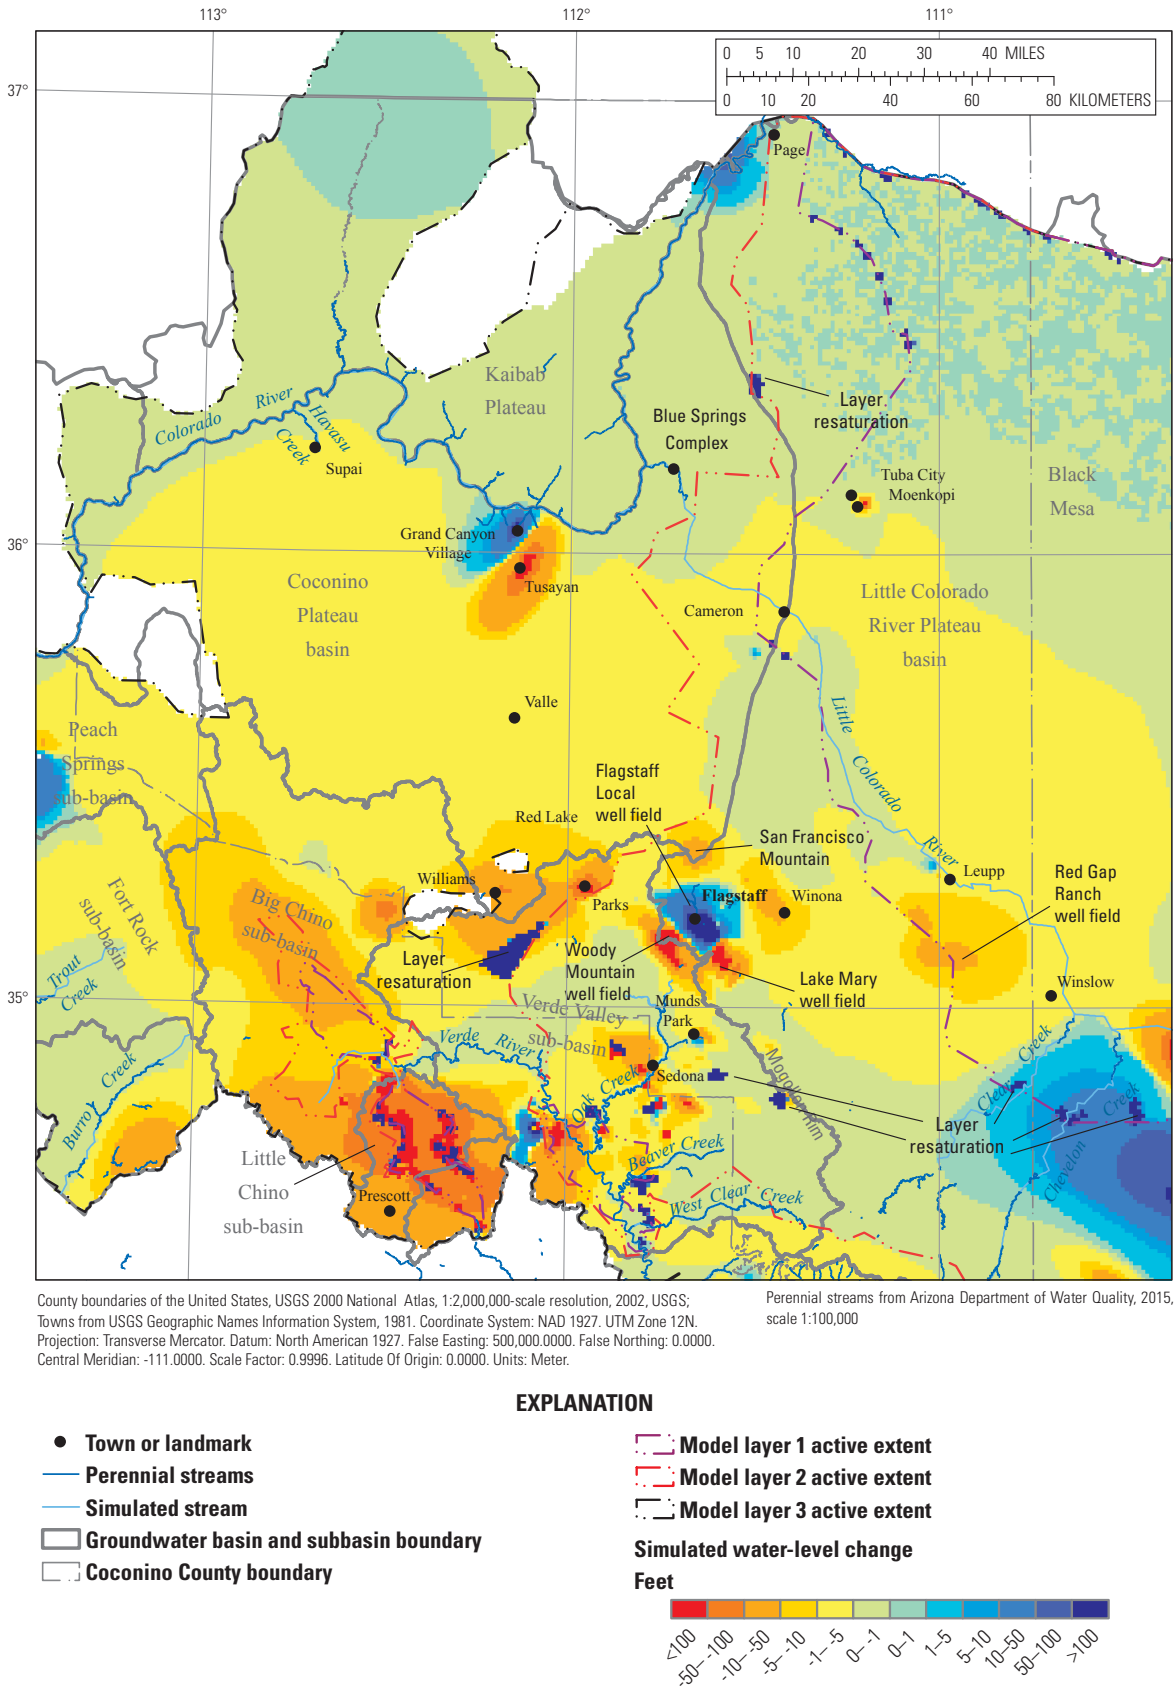 113°
112°
111°
37°
36°
35°
0 5 10 20 30 40 MILES
0 10 20 40 60 80 KILOMETERS
Page
Kaibab
Plateau
Colorado River
Havasu
Creek
Supai
Blue Springs
Complex
Layer
resaturation
Tuba City
Moenkopi
Black
Mesa
Grand Canyon
Village
Tusayan
Coconino
Plateau
basin
Cameron
Little Colorado
River Plateau
basin
Valle
Little
Colorado
River
Peach
Springs
sub-basin
Flagstaff
Local
well field
Red Lake
San Francisco
Mountain
Leupp
Red Gap
Ranch
well field
Williams
Parks
Flagstaff
Winona
Fort Rock
sub-basin
Big Chino
sub-basin
Layer
resaturation
Woody
Mountain
well field
Lake Mary
well field
Winslow
Trout
Creek
Verde Valley
sub-basin
Munds
Park
Verde River
Sedona
Mogollon Rim
Clear Creek
Burro Creek
Oak Creek
Layer
resaturation
Chevelon Creek
Beaver Creek
Little
Chino
sub-basin
Prescott
West Clear Creek
County boundaries of the United States, USGS 2000 National Atlas, 1:2,000,000-scale resolution, 2002, USGS;
Towns from USGS Geographic Names Information System, 1981. Coordinate System: NAD 1927. UTM Zone 12N.
Projection: Transverse Mercator. Datum: North American 1927. False Easting: 500,000.0000. False Northing: 0.0000.
Central Meridian: -111.0000. Scale Factor: 0.9996. Latitude Of Origin: 0.0000. Units: Meter.
Perennial streams from Arizona Department of Water Quality, 2015,
scale 1:100,000
EXPLANATION
Town or landmark
Perennial streams
Simulated stream
Groundwater basin and subbasin boundary
Coconino County boundary
Model layer 1 active extent
Model layer 2 active extent
Model layer 3 active extent
Simulated water-level change
Feet
<100
-50– -100
-10– -50
-5– -10
-1– -5
0– -1
0–1
1–5
5–10
10–50
50–100
>100